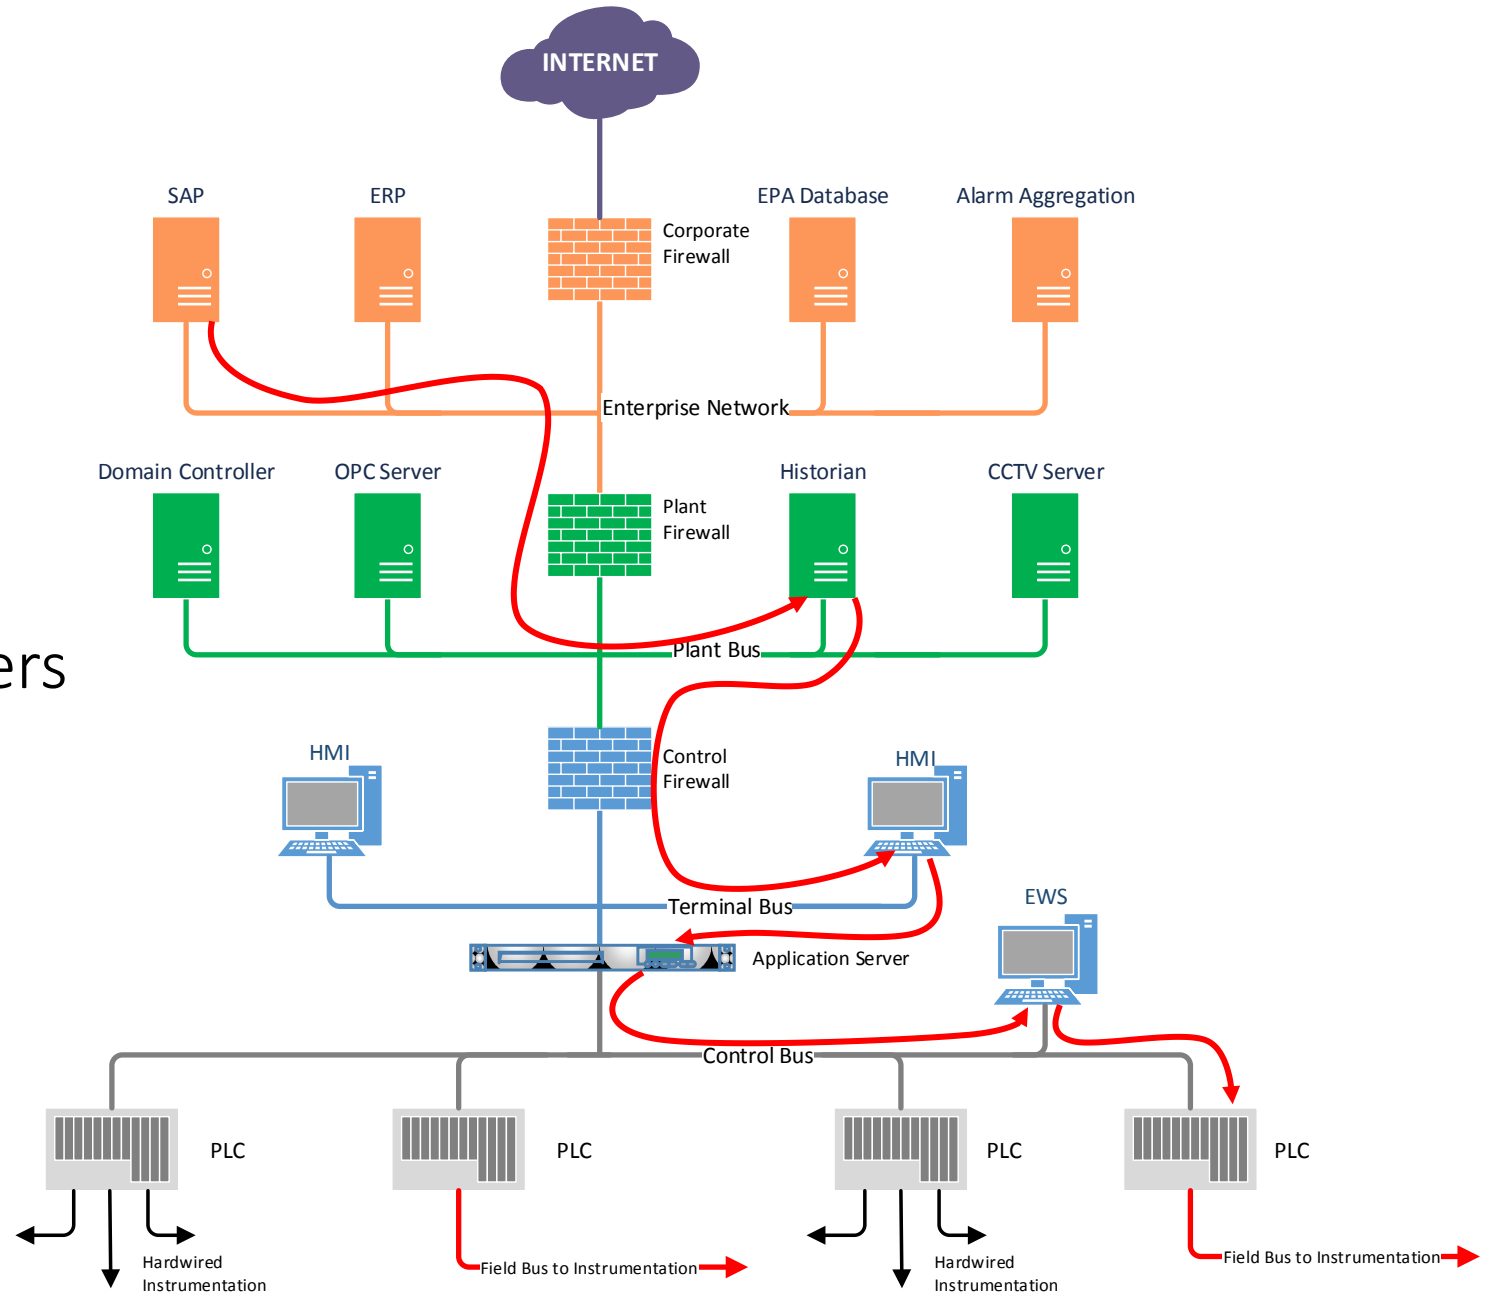 INTERNET
SAP
ERP
EPA Database
Alarm Aggregation
Corporate
Firewall
Enterprise Network
Domain Controller
OPC Server
Historian
CCTV Server
Plant
Firewall
Plant Bus
ers
HMI
Control
Firewall
HMI
EWS
Terminal Bus
Application Server
Control Bus
PLC
PLC
PLC
PLC
Hardwired
Instrumentation
Field Bus to Instrumentation
Hardwired
Instrumentation
Field Bus to Instrumentation